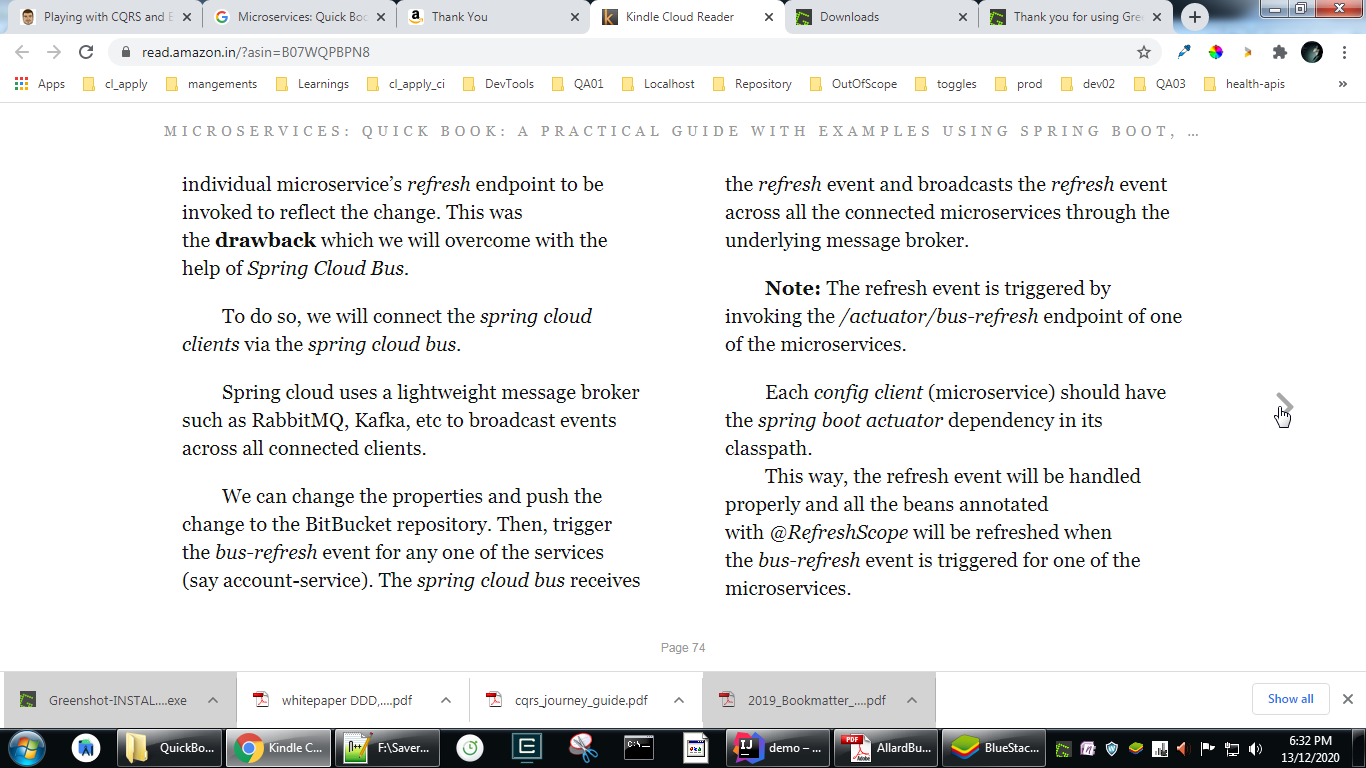 Playing with CQRS and E
Microservices: Quick Boo
Thank You
Kindle Cloud Reader
Downloads
Thank you for using Gre
read.amazon.in/?asin=B07WQPBPN8
Apps
cl_apply
mangements
Learnings
cl_apply_ci
DevTools
QA01
Localhost
Repository
OutOfScope
toggles
prod
dev02
QA03
health-apis
»
MICROSERVICES: QUICK BOOK: A PRACTICAL GUIDE WITH EXAMPLES USING SPRING BOOT, …
individual microservice’s refresh endpoint to be
invoked to reflect the change. This was
the drawback which we will overcome with the
help of Spring Cloud Bus.
To do so, we will connect the spring cloud
clients via the spring cloud bus.
Spring cloud uses a lightweight message broker
such as RabbitMQ, Kafka, etc to broadcast events
across all connected clients.
We can change the properties and push the
change to the BitBucket repository. Then, trigger
the bus-refresh event for any one of the services
(say account-service). The spring cloud bus receives
the refresh event and broadcasts the refresh event
across all the connected microservices through the
underlying message broker.
Note: The refresh event is triggered by
invoking the /actuator/bus-refresh endpoint of one
of the microservices.
Each config client (microservice) should have
the spring boot actuator dependency in its
classpath.
This way, the refresh event will be handled
properly and all the beans annotated
with @RefreshScope will be refreshed when
the bus-refresh event is triggered for one of the
microservices.
Page 74
Greenshot-INSTAL....exe
whitepaper DDD,....pdf
cqrs_journey_guide.pdf
2019_Bookmatter_....pdf
Show all
QuickBo...
Kindle C...
F:\Saver...
demo – ...
AllardBu...
BlueStac...
6:32 PM
13/12/2020